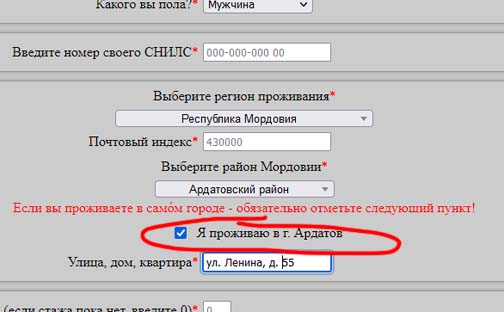 Какого вы пола?* Мужчина
Введите номер своего СНИЛС* 000-000-000 00
Выберите регион проживания*
Республика Мордовия
Почтовый индекс* 430000
Выберите район Мордовии*
Ардатовский район
Если вы проживаете в само́м городе - обязательно отметьте следующий пункт!
Я проживаю в г. Ардатов
Улица, дом, квартира* ул. Ленина, д. 55
(если стажа пока нет, введите 0)* 0